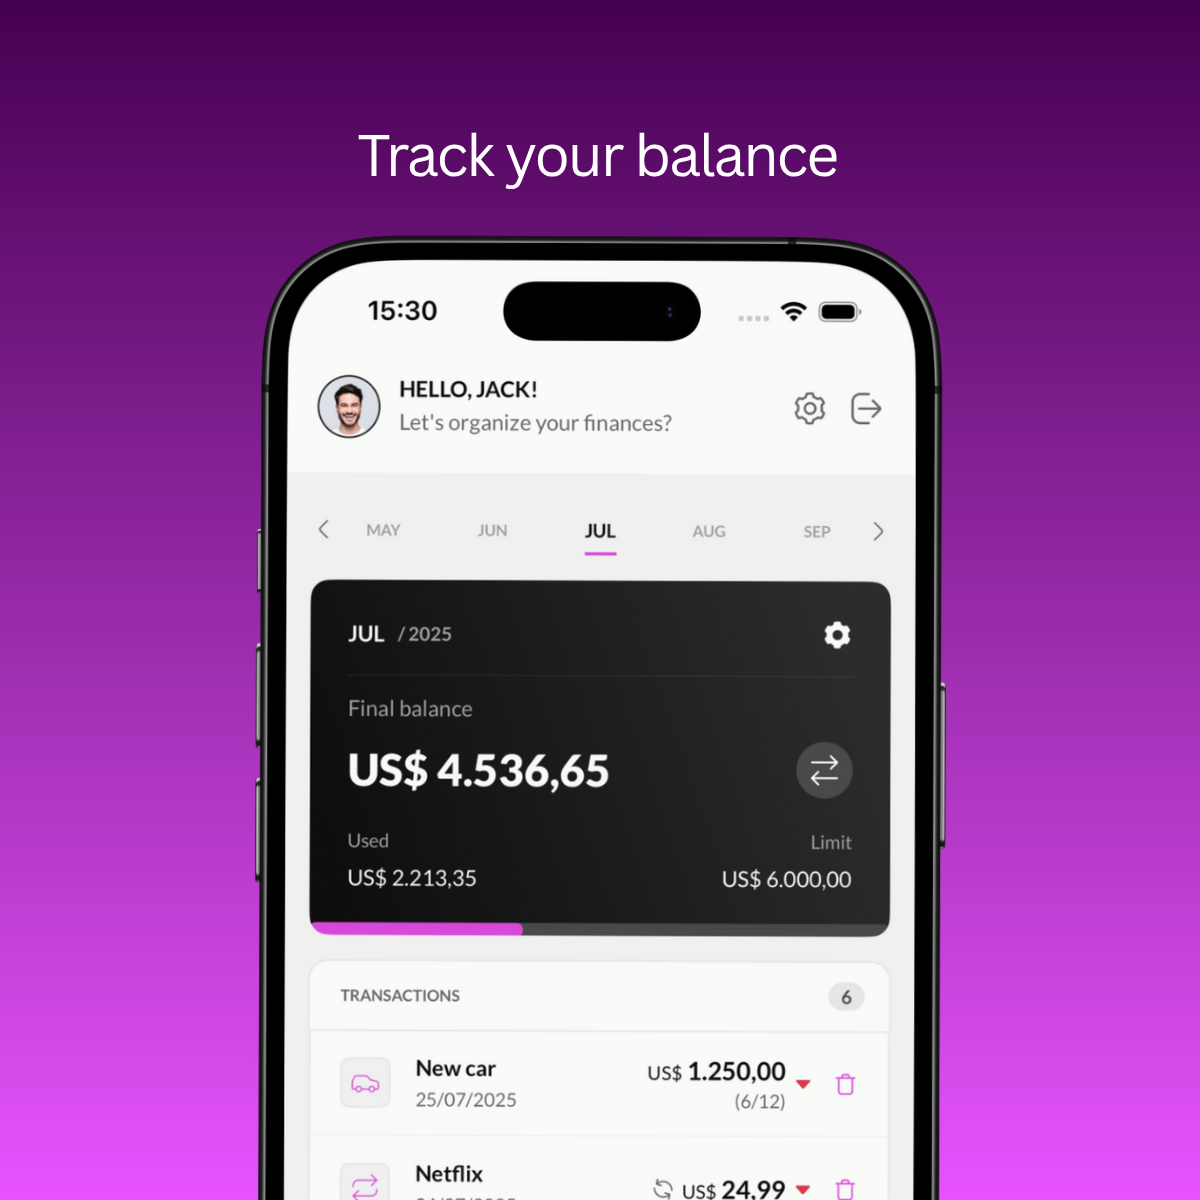 Track your balance
15:30
HELLO, JACK!
Let's organize your finances?
MAY JUN JUL AUG SEP
JUL / 2025
Final balance
US$ 4.536,65
Used Limit
US$ 2.213,35 US$ 6.000,00
TRANSACTIONS 6
New car US$ 1.250,00
25/07/2025 (6/12)
Netflix US$ 24,99